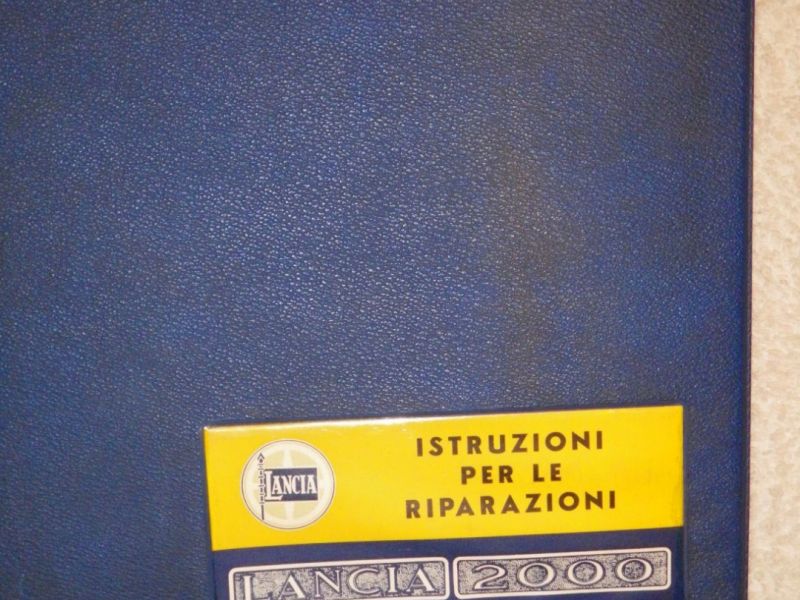 LANCIA
ISTRUZIONI
PER LE
RIPARAZIONI
LANCIA 2000